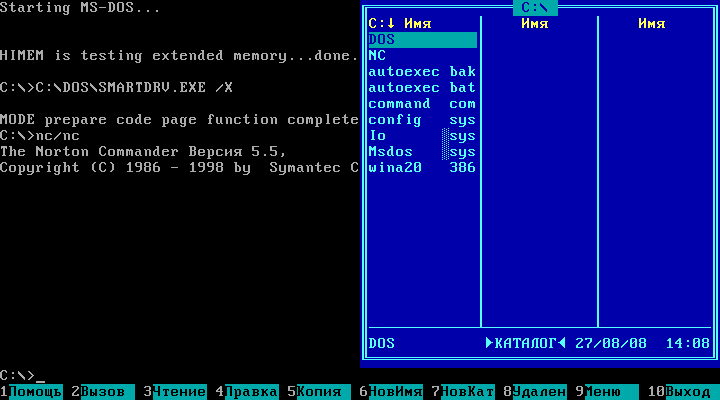 Starting MS-DOS...
HIMEM is testing extended memory...done.
C:\>C:\DOS\SMARTDRV.EXE /X
MODE prepare code page function complete
C:\>nc/nc
The Norton Commander Версия 5.5,
Copyright (C) 1986 - 1998 by  Symantec C
C:\
C:↓ Имя Имя Имя
DOS
NC
autoexec bak
autoexec bat
command  com
config   sys
Io      ░sys
Msdos   ░sys
wina20   386
DOS ►КАТАЛОГ◄ 27/08/08  14:08
C:\>_
1Помощь 2Вызов 3Чтение 4Правка 5Копия 6НовИмя 7НовКат 8Удален 9Меню 10Выход